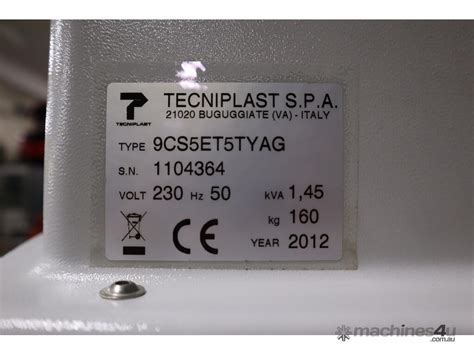 TECNIPLAST S.P.A.
21020 BUGUGGIATE (VA) - ITALY
TECNIPLAST
TYPE 9CS5ET5TYAG
S.N. 1104364
VOLT 230 Hz 50 kVA 1,45
kg 160
CE YEAR 2012
machines4u
.com.au